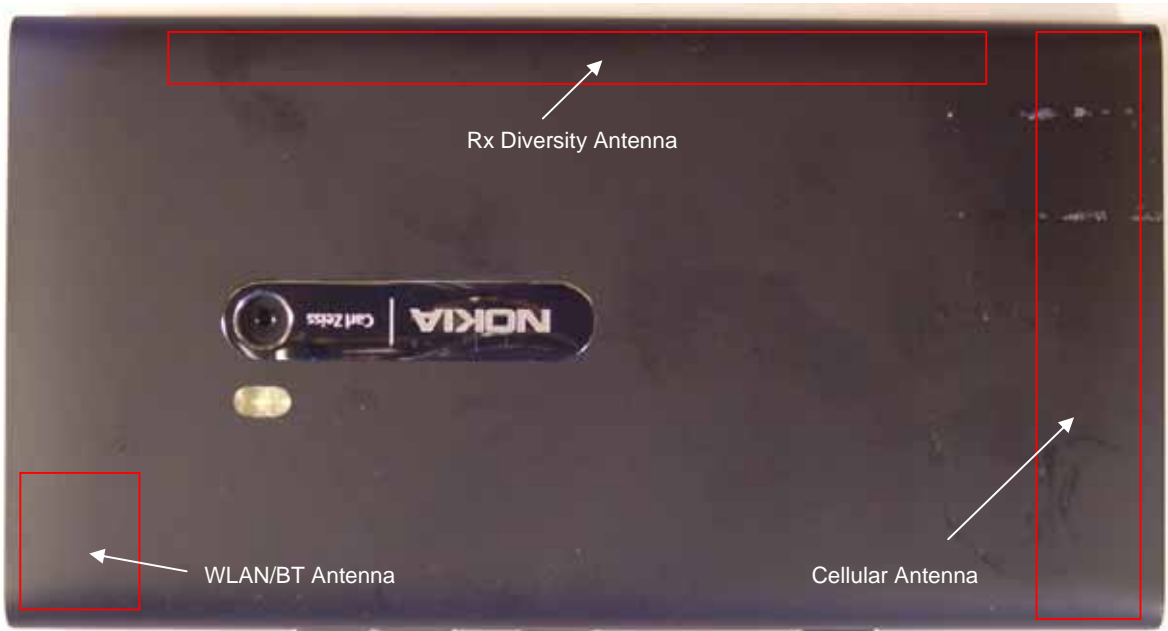 Rx Diversity Antenna
Carl Zeiss | NOKIA
WLAN/BT Antenna
Cellular Antenna